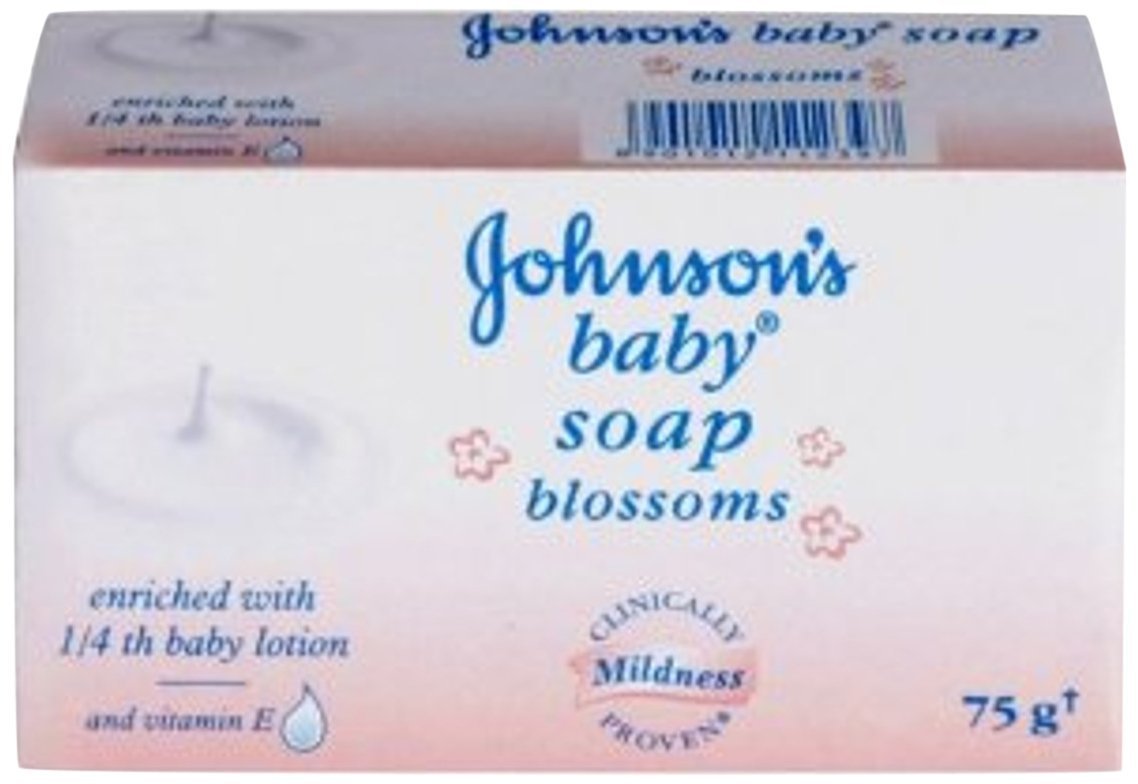 Johnson's baby® soap
blossoms
enriched with
1/4 th baby lotion
and vitamin E
Johnson's
baby®
soap
blossoms
enriched with
1/4 th baby lotion
and vitamin E
CLINICALLY
Mildness
PROVEN®
75 g†